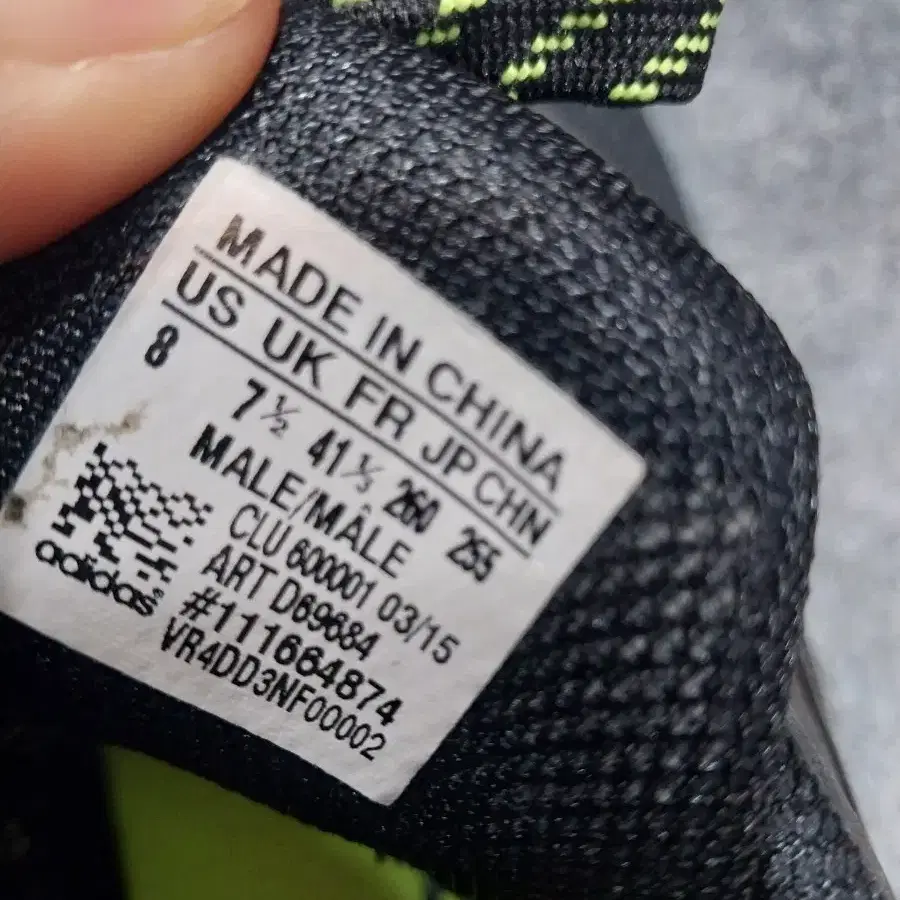 MADE IN CHINA
US UK FR JP CHN
8 7½ 41⅓ 260 255
MALE/MÂLE
CLU 600001 03/15
ART D69684
#111664874
VR4DD3NF00002
adidas